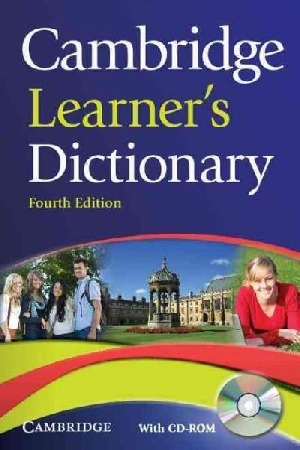 Cambridge
Learner's
Dictionary
Fourth Edition
CAMBRIDGE
With CD-ROM